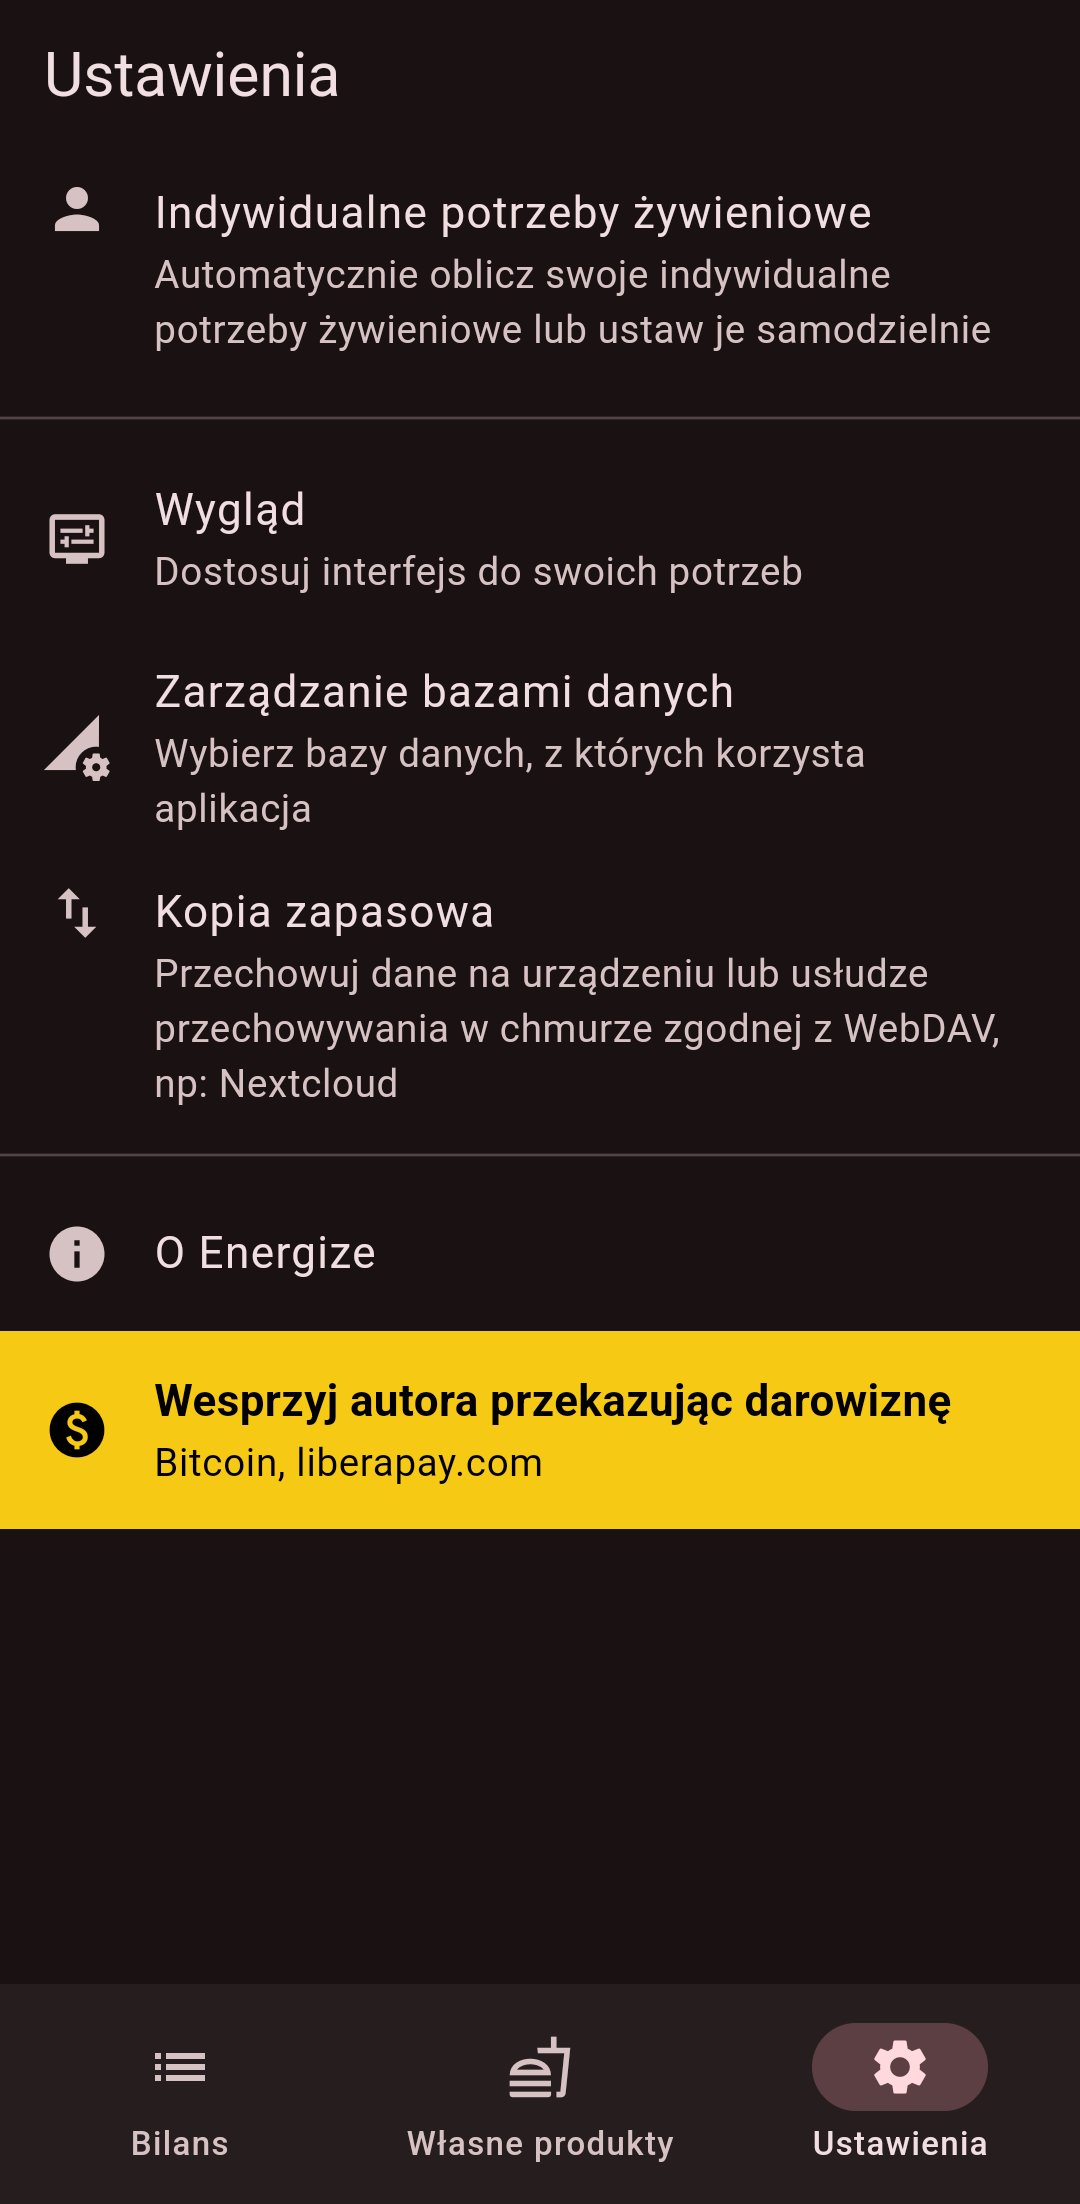 Ustawienia
Indywidualne potrzeby żywieniowe
Automatycznie oblicz swoje indywidualne
potrzeby żywieniowe lub ustaw je samodzielnie
Wygląd
Dostosuj interfejs do swoich potrzeb
Zarządzanie bazami danych
Wybierz bazy danych, z których korzysta
aplikacja
Kopia zapasowa
Przechowuj dane na urządzeniu lub usłudze
przechowywania w chmurze zgodnej z WebDAV,
np: Nextcloud
O Energize
Wesprzyj autora przekazując darowiznę
Bitcoin, liberapay.com
Bilans
Własne produkty
Ustawienia